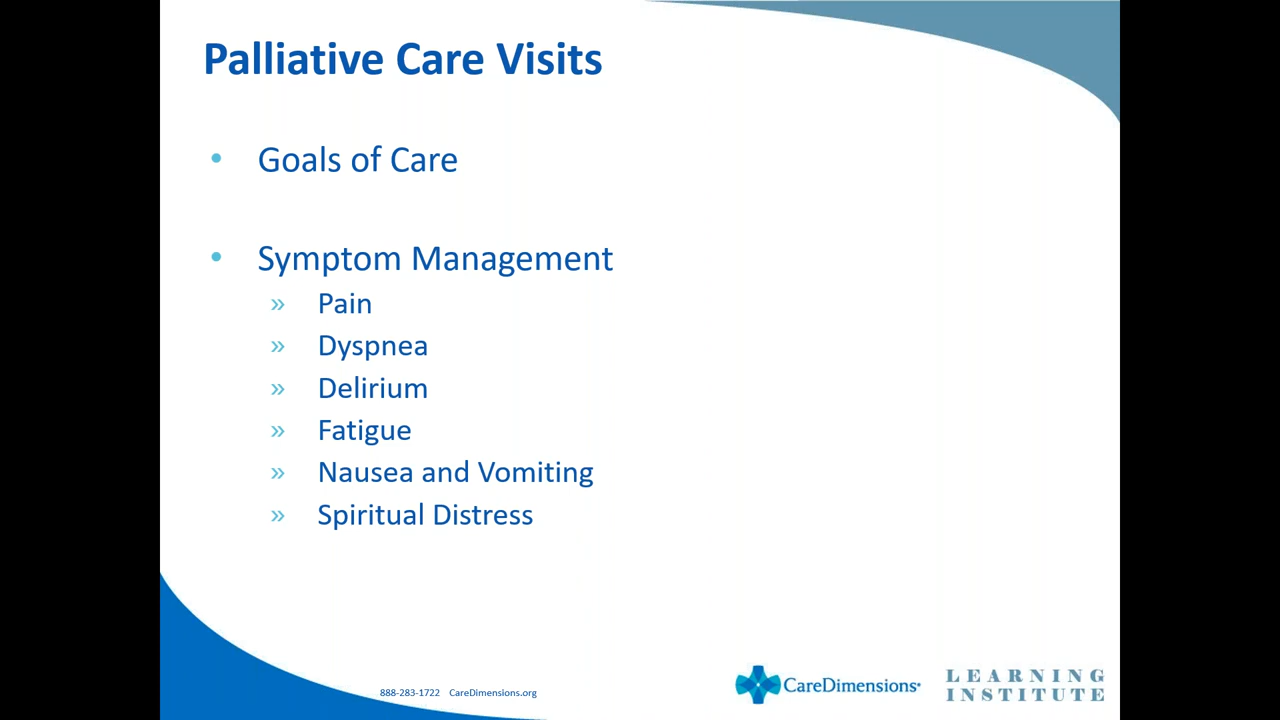 Palliative Care Visits
• Goals of Care
• Symptom Management
» Pain
» Dyspnea
» Delirium
» Fatigue
» Nausea and Vomiting
» Spiritual Distress
888-283-1722 CareDimensions.org
CareDimensions
LEARNING
INSTITUTE